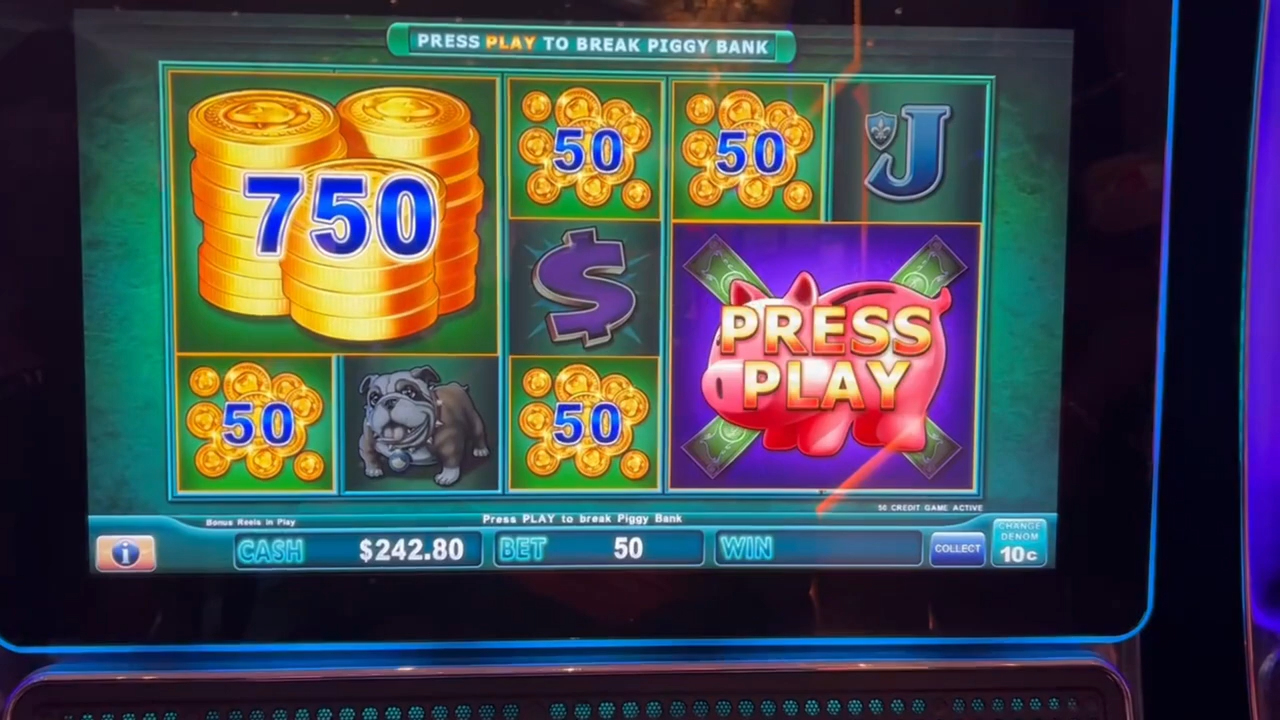 PRESS PLAY TO BREAK PIGGY BANK
750
50
50
J
$
PRESS
PLAY
50
50
50 CREDIT GAME ACTIVE
Bonus Reels in Play
Press PLAY to break Piggy Bank
i
CASH $242.80
BET 50
WIN
COLLECT
CHANGE
DENOM
10¢